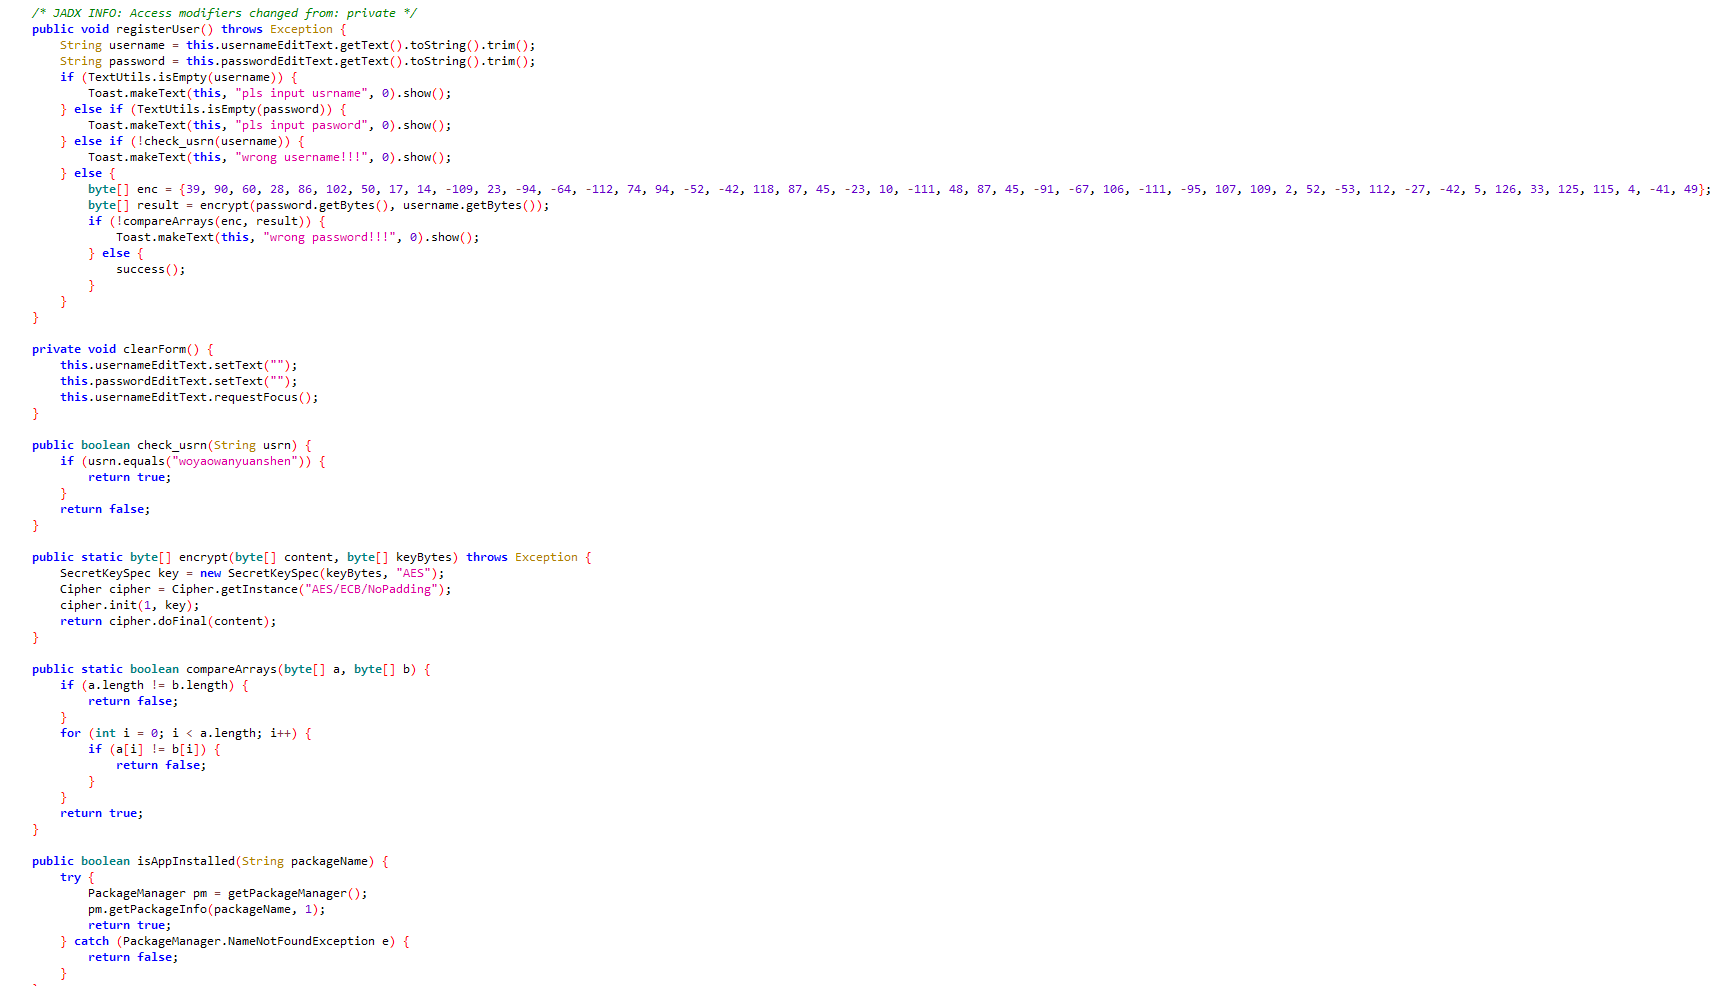 /* JADX INFO: Access modifiers changed from: private */
public void registerUser() throws Exception {
String username = this.usernameEditText.getText().toString().trim();
String password = this.passwordEditText.getText().toString().trim();
if (TextUtils.isEmpty(username)) {
Toast.makeText(this, "pls input usrname", 0).show();
} else if (TextUtils.isEmpty(password)) {
Toast.makeText(this, "pls input pasword", 0).show();
} else if (!check_usrn(username)) {
Toast.makeText(this, "wrong username!!!", 0).show();
} else {
byte[] enc = {39, 90, 60, 28, 86, 102, 50, 17, 14, -109, 23, -94, -64, -112, 74, 94, -52, -42, 118, 87, 45, -23, 10, -111, 48, 87, 45, -91, -67, 106, -111, -95, 107, 109, 2, 52, -53, 112, -27, -42, 5, 126, 33, 125, 115, 4, -41, 49};
byte[] result = encrypt(password.getBytes(), username.getBytes());
if (!compareArrays(enc, result)) {
Toast.makeText(this, "wrong password!!!", 0).show();
} else {
success();
}
}
}
private void clearForm() {
this.usernameEditText.setText("");
this.passwordEditText.setText("");
this.usernameEditText.requestFocus();
}
public boolean check_usrn(String usrn) {
if (usrn.equals("woyaowanyuanshen")) {
return true;
}
return false;
}
public static byte[] encrypt(byte[] content, byte[] keyBytes) throws Exception {
SecretKeySpec key = new SecretKeySpec(keyBytes, "AES");
Cipher cipher = Cipher.getInstance("AES/ECB/NoPadding");
cipher.init(1, key);
return cipher.doFinal(content);
}
public static boolean compareArrays(byte[] a, byte[] b) {
if (a.length != b.length) {
return false;
}
for (int i = 0; i < a.length; i++) {
if (a[i] != b[i]) {
return false;
}
}
return true;
}
public boolean isAppInstalled(String packageName) {
try {
PackageManager pm = getPackageManager();
pm.getPackageInfo(packageName, 1);
return true;
} catch (PackageManager.NameNotFoundException e) {
return false;
}